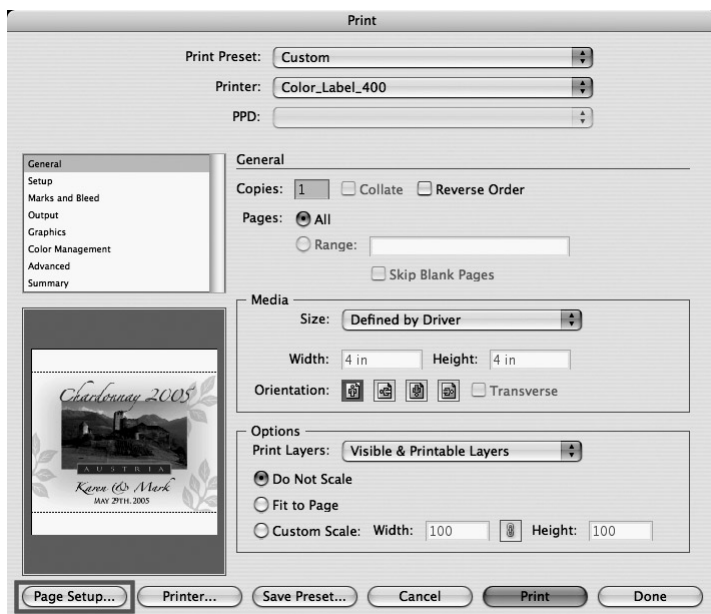 Print
Print Preset: Custom
Printer: Color_Label_400
PPD:
General
Setup
Marks and Bleed
Output
Graphics
Color Management
Advanced
Summary
General
Copies: 1 Collate Reverse Order
Pages: All
Range:
Skip Blank Pages
Media
Size: Defined by Driver
Width: 4 in Height: 4 in
Orientation: Transverse
Options
Print Layers: Visible & Printable Layers
Do Not Scale
Fit to Page
Custom Scale: Width: 100 Height: 100
Chardonnay 2005
AUSTRIA
Karen & Mark
MAY 29TH, 2005
Page Setup... Printer... Save Preset... Cancel Print Done